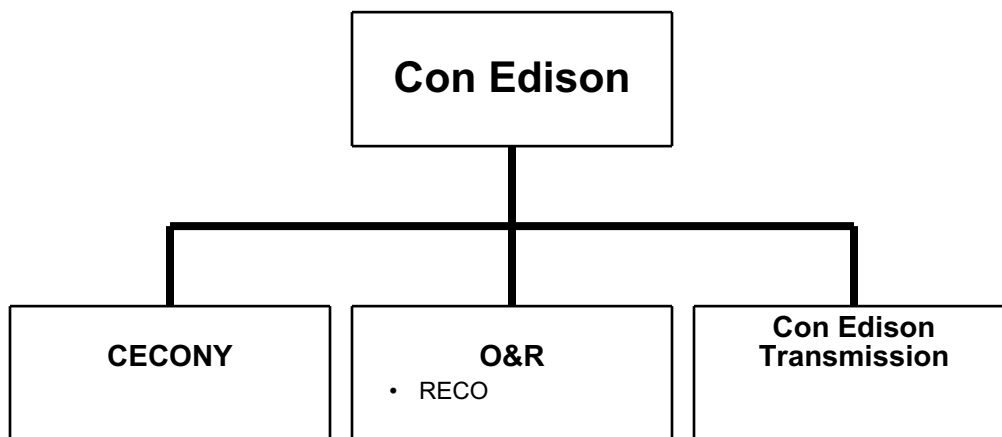 Con Edison
CECONY
O&R
• RECO
Con Edison
Transmission